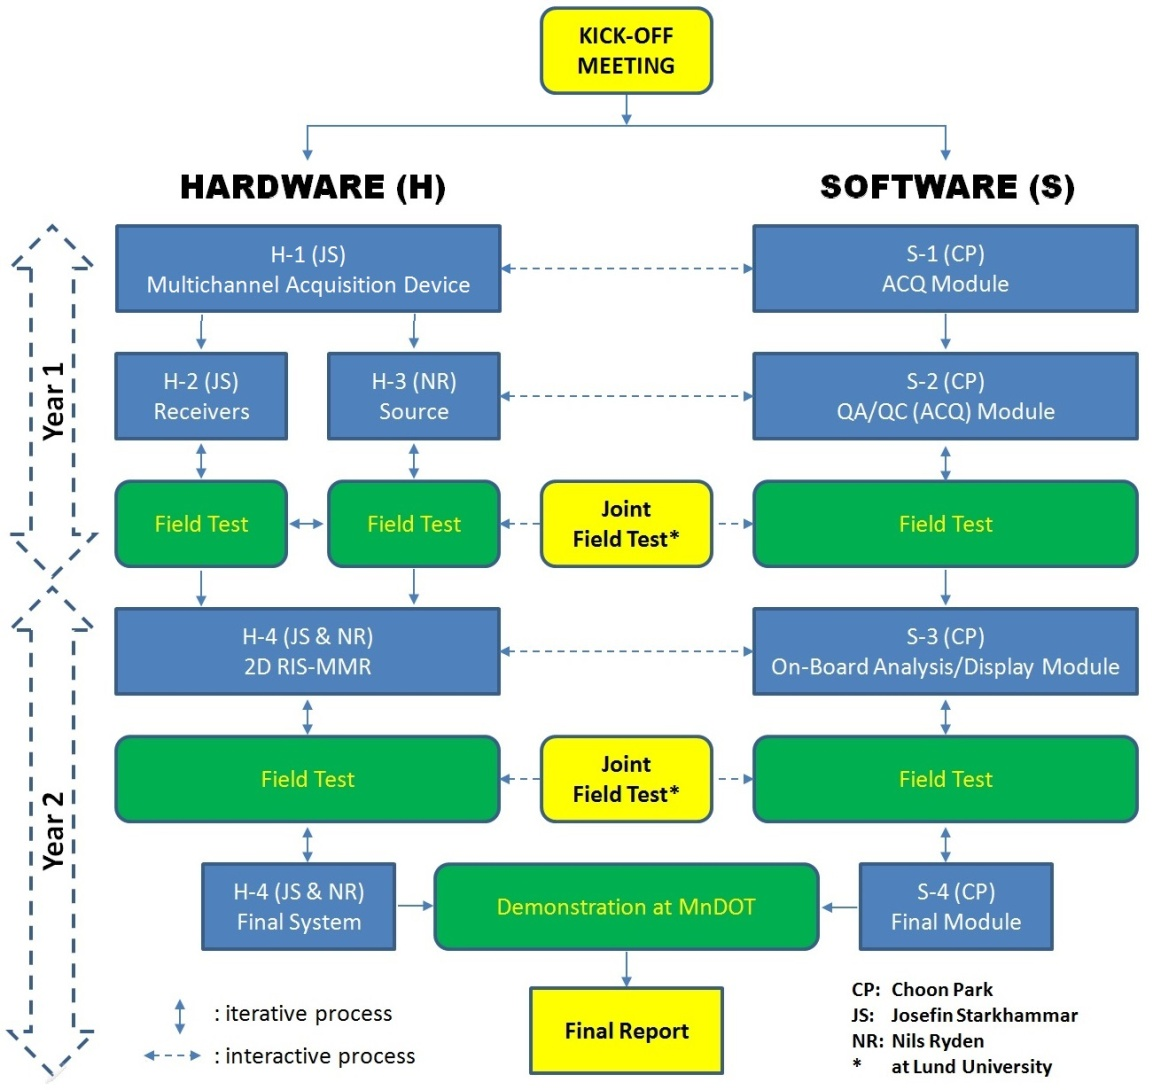 KICK-OFF
MEETING
HARDWARE (H)
SOFTWARE (S)
H-1 (JS)
Multichannel Acquisition Device
S-1 (CP)
ACQ Module
Year 1
H-2 (JS)
Receivers
H-3 (NR)
Source
S-2 (CP)
QA/QC (ACQ) Module
Field Test
Field Test
Joint
Field Test*
Field Test
H-4 (JS & NR)
2D RIS-MMR
S-3 (CP)
On-Board Analysis/Display Module
Year 2
Field Test
Joint
Field Test*
Field Test
H-4 (JS & NR)
Final System
Demonstration at MnDOT
S-4 (CP)
Final Module
: iterative process
: interactive process
Final Report
CP: Choon Park
JS: Josefin Starkhammar
NR: Nils Ryden
* at Lund University